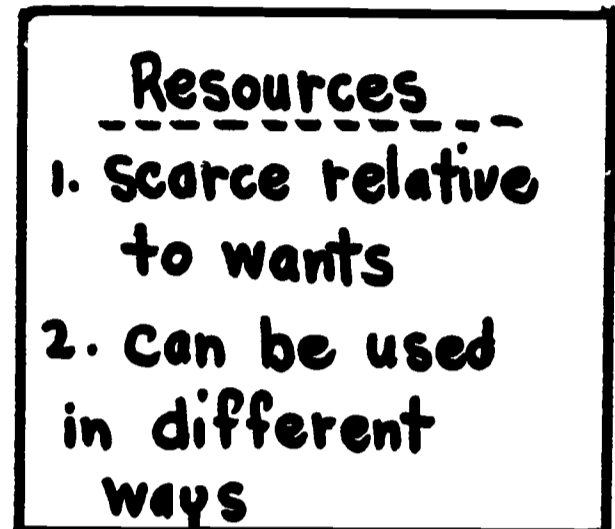 Resources
1. Scarce relative
to wants
2. Can be used
in different
ways